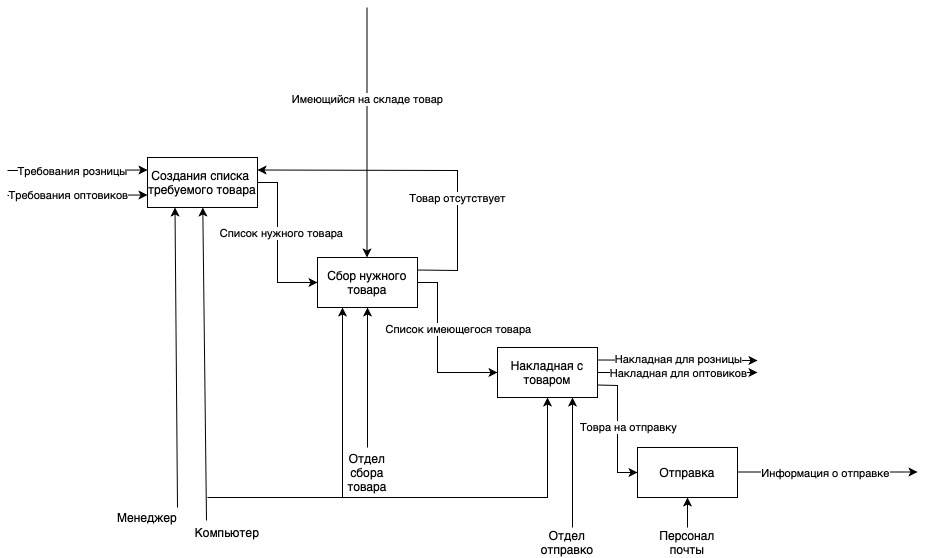 Имеющийся на складе товар
Требования розницы
Требования оптовиков
Создания списка
требуемого товара
Товар отсутствует
Список нужного товара
Сбор нужного
товара
Список имеющегося товара
Накладная с
товаром
Накладная для розницы
Накладная для оптовиков
Товра на отправку
Отдел
сбора
товара
Отправка
Информация о отправке
Менеджер
Компьютер
Отдел
отправко
Персонал
почты